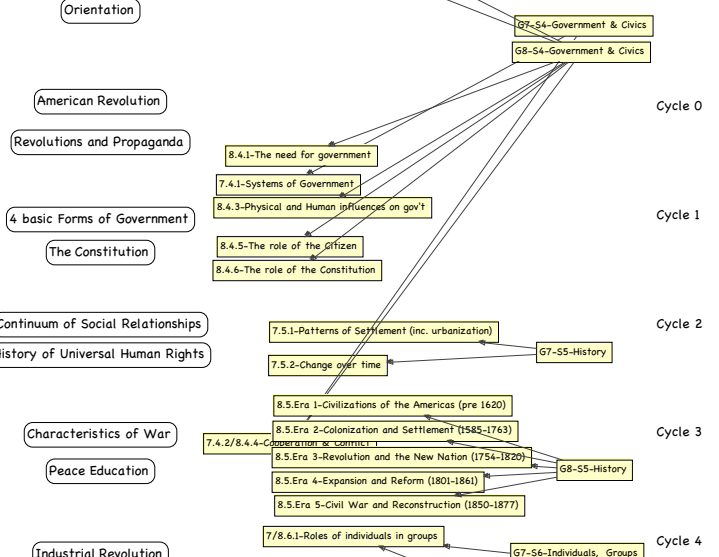 Orientation
G7-S4-Government & Civics
G8-S4-Government & Civics
American Revolution
Cycle 0
Revolutions and Propaganda
8.4.1-The need for government
7.4.1-Systems of Government
8.4.3-Physical and Human influences on gov't
4 basic Forms of Government
Cycle 1
8.4.5-The role of the Citizen
The Constitution
8.4.6-The role of the Constitution
Continuum of Social Relationships
Cycle 2
7.5.1-Patterns of Settlement (inc. urbanization)
History of Universal Human Rights
G7-S5-History
7.5.2-Change over time
8.5.Era 1-Civilizations of the Americas (pre 1620)
Characteristics of War
8.5.Era 2-Colonization and Settlement (1585-1763)
Cycle 3
7.4.2/8.4.4-Cooperation & Conflict
8.5.Era 3-Revolution and the New Nation (1754-1820)
Peace Education
G8-S5-History
8.5.Era 4-Expansion and Reform (1801-1861)
8.5.Era 5-Civil War and Reconstruction (1850-1877)
7/8.6.1-Roles of individuals in groups
Cycle 4
Industrial Revolution
G7-S6-Individuals, Groups